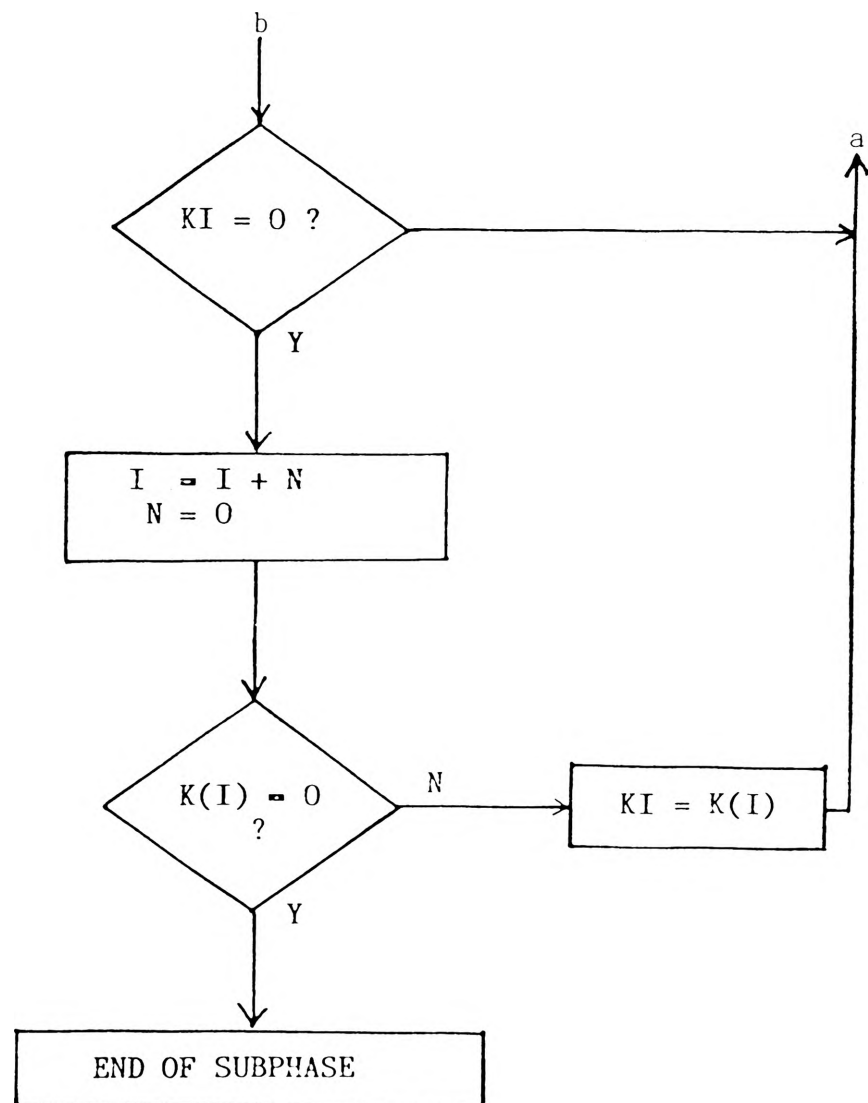 b
a
KI = 0 ?
Y
I = I + N
N = 0
K(I) = 0
?
N
KI = K(I)
Y
END OF SUBPHASE